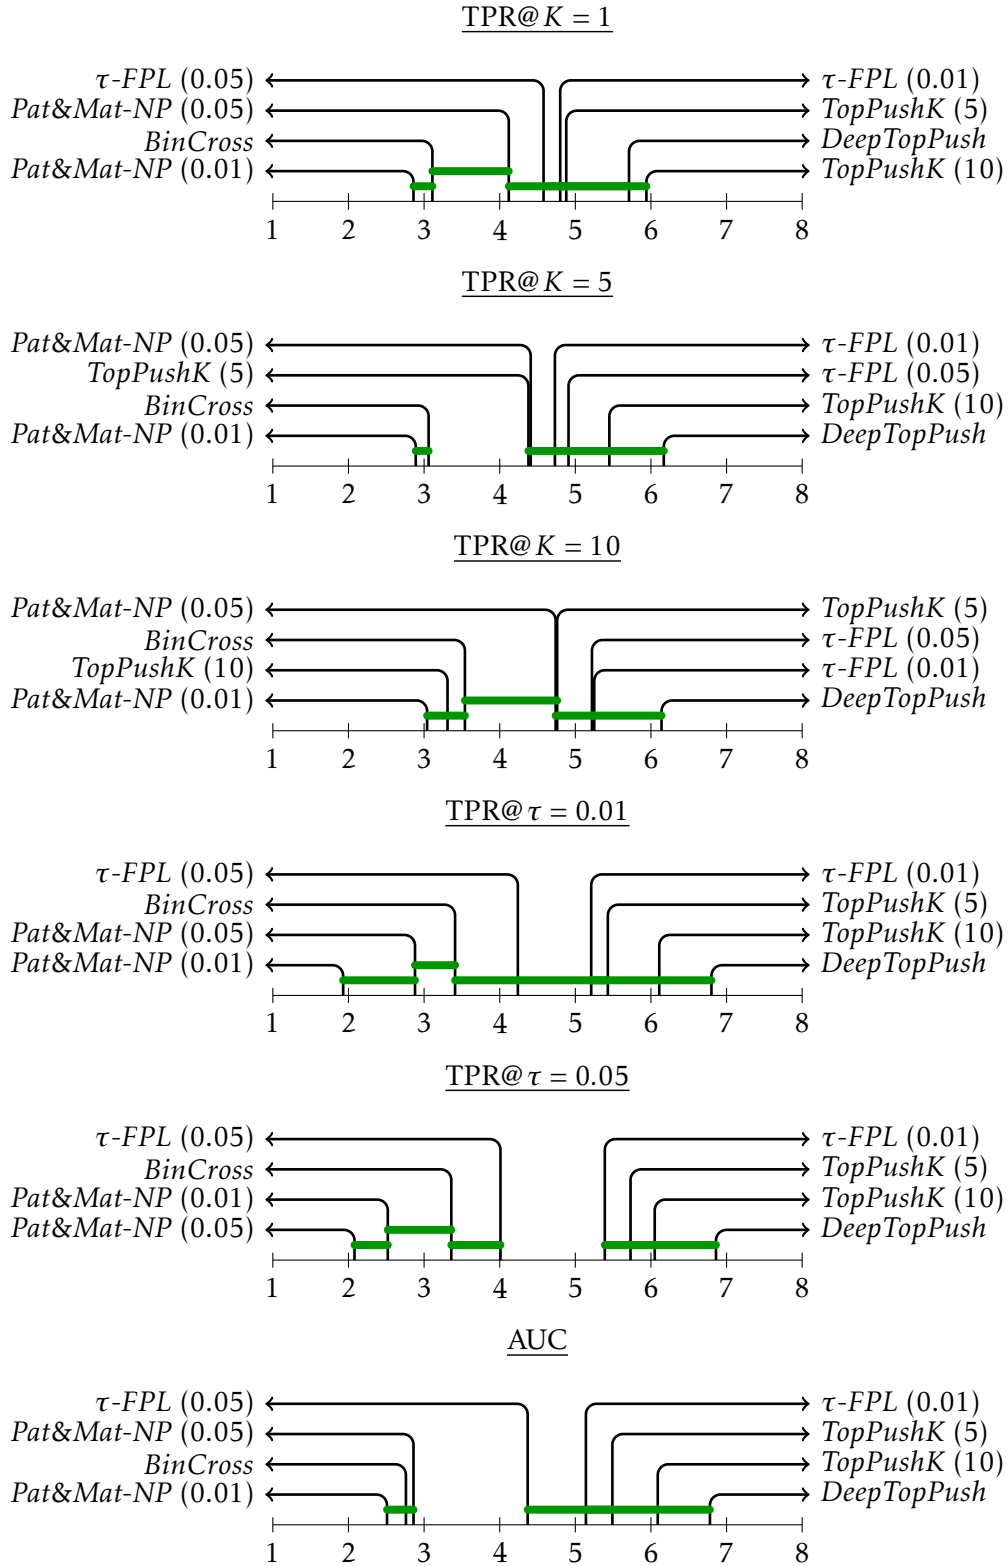 TPR@K = 1
τ-FPL (0.05) τ-FPL (0.01)
Pat&Mat-NP (0.05) TopPushK (5)
BinCross DeepTopPush
Pat&Mat-NP (0.01) TopPushK (10)
1 2 3 4 5 6 7 8
TPR@K = 5
Pat&Mat-NP (0.05) τ-FPL (0.01)
TopPushK (5) τ-FPL (0.05)
BinCross TopPushK (10)
Pat&Mat-NP (0.01) DeepTopPush
1 2 3 4 5 6 7 8
TPR@K = 10
Pat&Mat-NP (0.05) TopPushK (5)
BinCross τ-FPL (0.05)
TopPushK (10) τ-FPL (0.01)
Pat&Mat-NP (0.01) DeepTopPush
1 2 3 4 5 6 7 8
TPR@τ = 0.01
τ-FPL (0.05) τ-FPL (0.01)
BinCross TopPushK (5)
Pat&Mat-NP (0.05) TopPushK (10)
Pat&Mat-NP (0.01) DeepTopPush
1 2 3 4 5 6 7 8
TPR@τ = 0.05
τ-FPL (0.05) τ-FPL (0.01)
BinCross TopPushK (5)
Pat&Mat-NP (0.01) TopPushK (10)
Pat&Mat-NP (0.05) DeepTopPush
1 2 3 4 5 6 7 8
AUC
τ-FPL (0.05) τ-FPL (0.01)
Pat&Mat-NP (0.05) TopPushK (5)
BinCross TopPushK (10)
Pat&Mat-NP (0.01) DeepTopPush
1 2 3 4 5 6 7 8